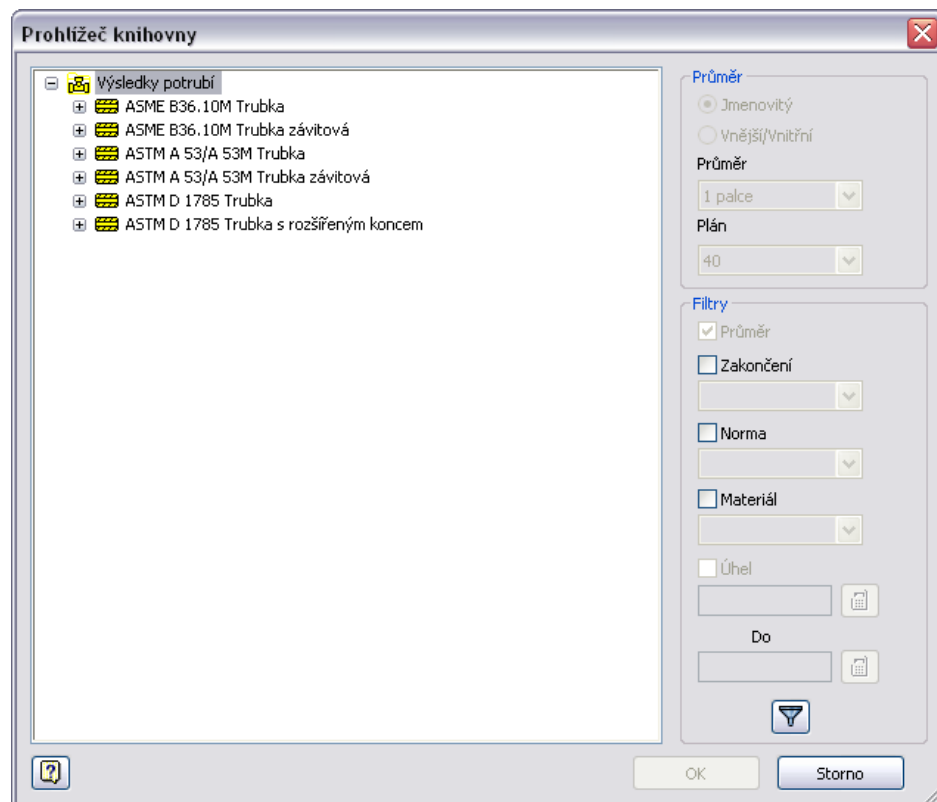 Prohlížeč knihovny
Výsledky potrubí
ASME B36.10M Trubka
ASME B36.10M Trubka závitová
ASTM A 53/A 53M Trubka
ASTM A 53/A 53M Trubka závitová
ASTM D 1785 Trubka
ASTM D 1785 Trubka s rozšířeným koncem
Průměr
Jmenovitý
Vnější/Vnitřní
Průměr
1 palce
Plán
40
Filtry
Průměr
Zakončení
Norma
Materiál
Úhel
Do
OK
Storno